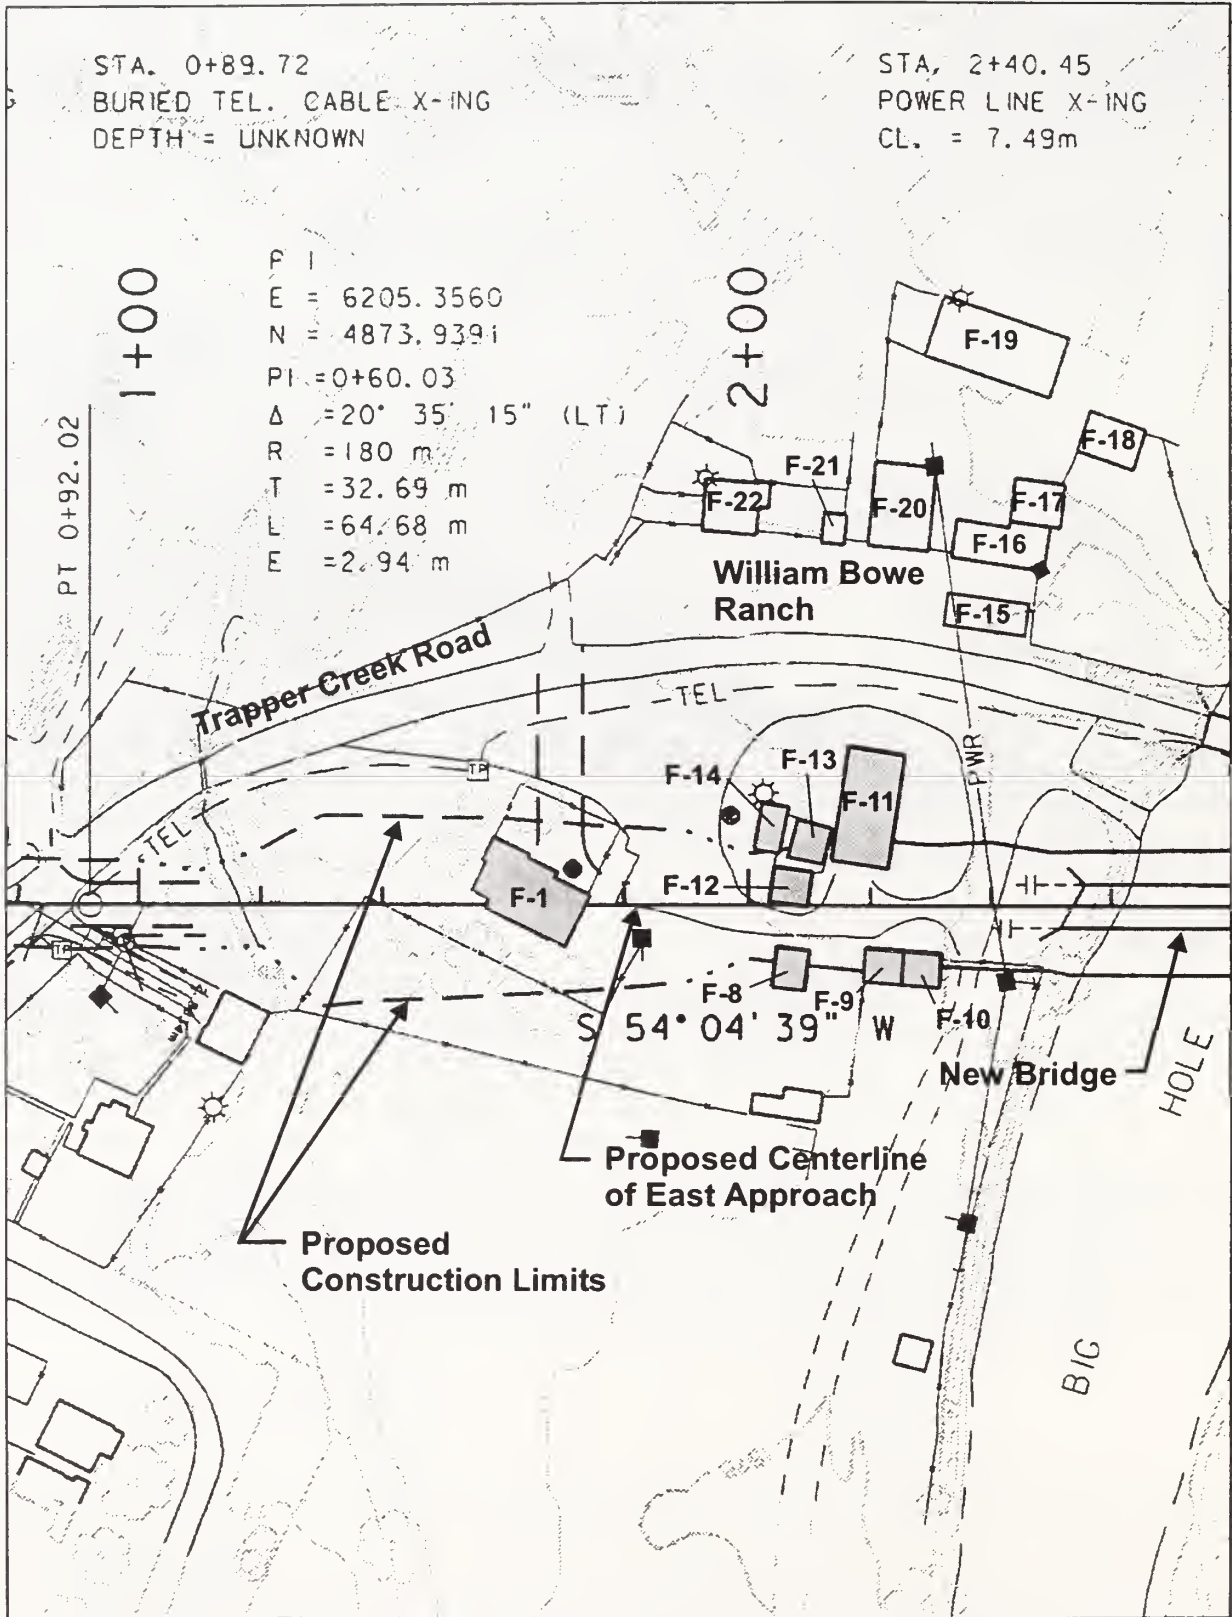 STA. 0+89.72
BURIED TEL. CABLE X-ING
DEPTH = UNKNOWN
STA. 2+40.45
POWER LINE X-ING
CL. = 7.49m
1+00
2+00
PT 0+92.02
P I
E = 6205.3560
N = 4873.9391
PI =0+60.03
Δ =20° 35' 15" (LT)
R =180 m
T =32.69 m
L =64.68 m
E =2.94 m
F-19
F-18
F-21
F-22
F-20
F-17
F-16
F-15
William Bowe
Ranch
Trapper Creek Road
TEL
TEL
PWR
TP
F-14
F-13
F-11
F-1
F-12
TP
F-8
F-9
F-10
S 54° 04' 39" W
New Bridge
HOLE
BIG
Proposed Centerline
of East Approach
Proposed
Construction Limits